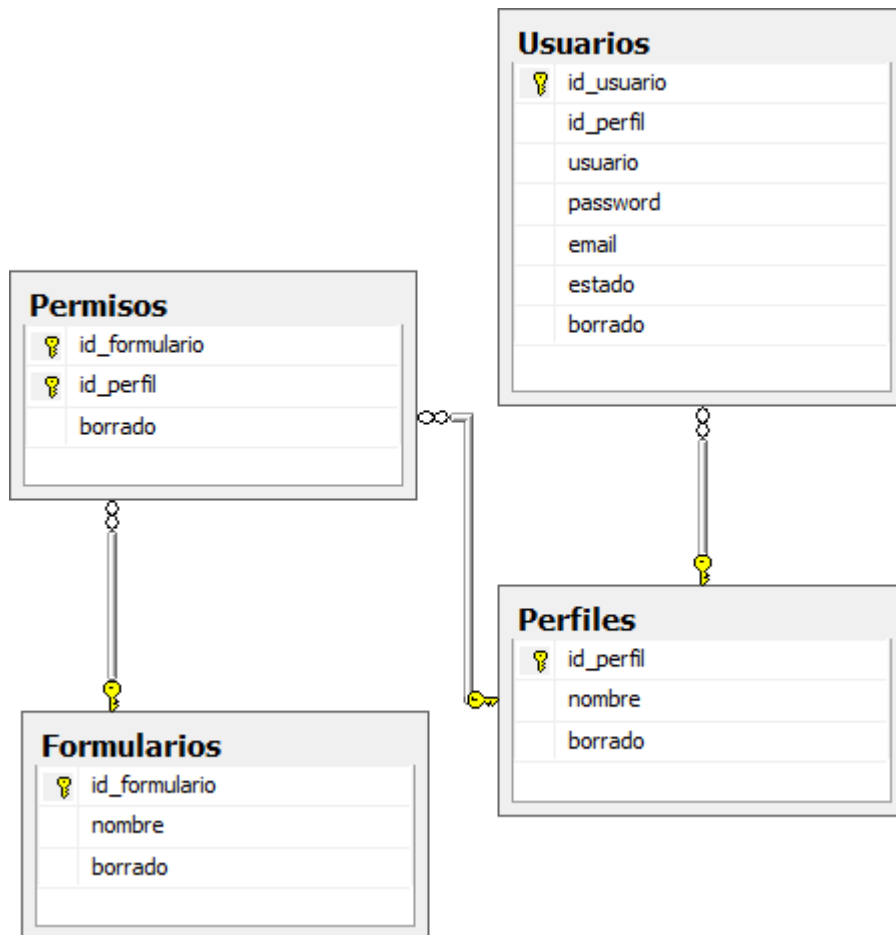 Usuarios
id_usuario
id_perfil
usuario
password
email
estado
borrado
Permisos
id_formulario
id_perfil
borrado
Perfiles
id_perfil
nombre
borrado
Formularios
id_formulario
nombre
borrado